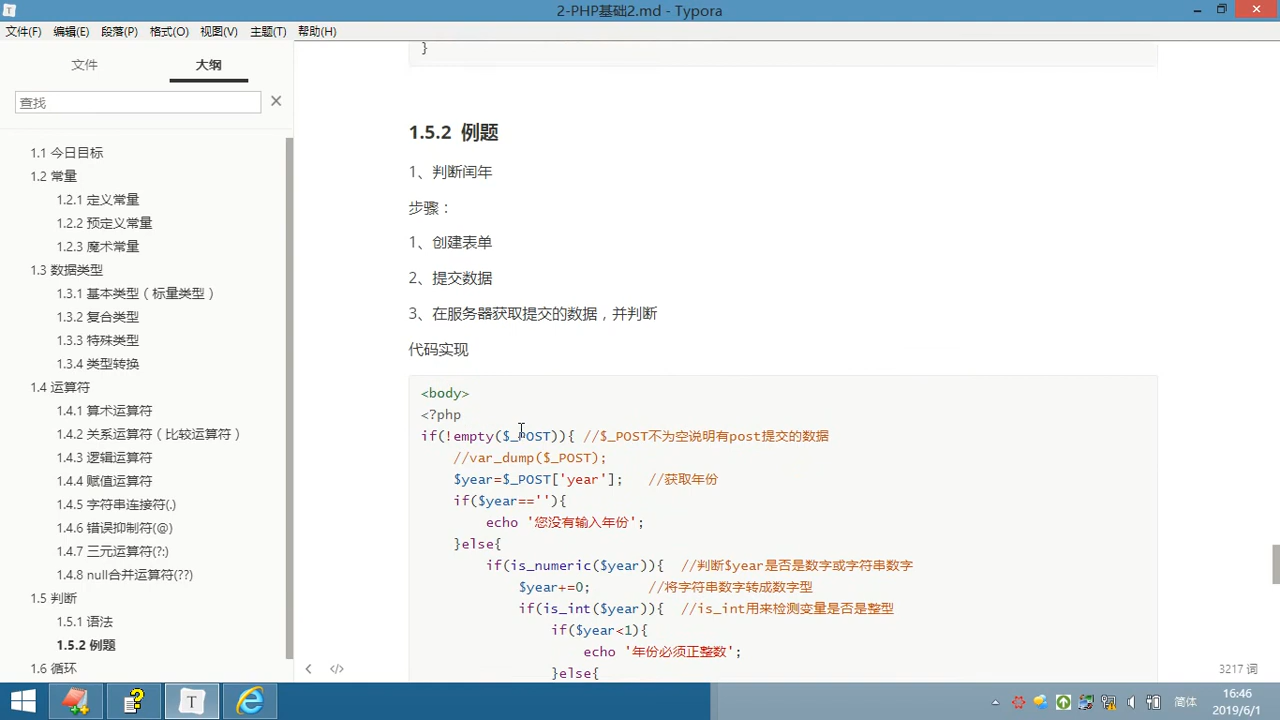 2-PHP基础2.md - Typora
文件(F) 编辑(E) 段落(P) 格式(O) 视图(V) 主题(T) 帮助(H)
文件 大纲
查找
1.1 今日目标
1.2 常量
1.2.1 定义常量
1.2.2 预定义常量
1.2.3 魔术常量
1.3 数据类型
1.3.1 基本类型（标量类型）
1.3.2 复合类型
1.3.3 特殊类型
1.3.4 类型转换
1.4 运算符
1.4.1 算术运算符
1.4.2 关系运算符（比较运算符）
1.4.3 逻辑运算符
1.4.4 赋值运算符
1.4.5 字符串连接符(.)
1.4.6 错误抑制符(@)
1.4.7 三元运算符(?:)
1.4.8 null合并运算符(??)
1.5 判断
1.5.1 语法
1.5.2 例题
1.6 循环
}
1.5.2 例题
1、判断闰年
步骤：
1、创建表单
2、提交数据
3、在服务器获取提交的数据，并判断
代码实现
<body>
<?php
if(!empty($_POST)){ //$_POST不为空说明有post提交的数据
//var_dump($_POST);
$year=$_POST['year']; //获取年份
if($year==''){
echo '您没有输入年份';
}else{
if(is_numeric($year)){ //判断$year是否是数字或字符串数字
$year+=0; //将字符串数字转成数字型
if(is_int($year)){ //is_int用来检测变量是否是整型
if($year<1){
echo '年份必须正整数';
}else{
3217 词
简体
16:46
2019/6/1